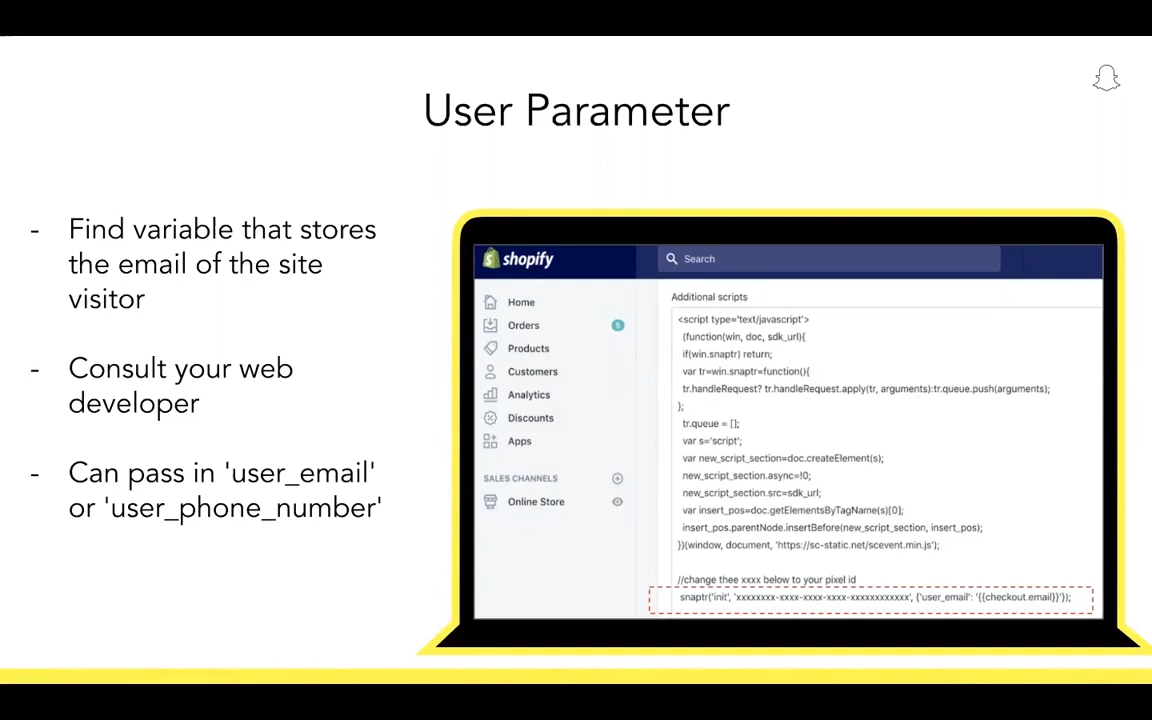 User Parameter
- Find variable that stores
the email of the site
visitor
- Consult your web
developer
- Can pass in 'user_email'
or 'user_phone_number'
shopify
Search
Home
Orders 5
Products
Customers
Analytics
Discounts
Apps
SALES CHANNELS
Online Store
Additional scripts
<script type='text/javascript'>
(function(win, doc, sdk_url){
if(win.snaptr) return;
var tr=win.snaptr=function(){
tr.handleRequest? tr.handleRequest.apply(tr, arguments):tr.queue.push(arguments);
};
tr.queue = [];
var s='script';
var new_script_section=doc.createElement(s);
new_script_section.async=!0;
new_script_section.src=sdk_url;
var insert_pos=doc.getElementsByTagName(s)[0];
insert_pos.parentNode.insertBefore(new_script_section, insert_pos);
})(window, document, 'https://sc-static.net/scevent.min.js');
//change thee xxxx below to your pixel id
snaptr('init', 'xxxxxxxx-xxxx-xxxx-xxxx-xxxxxxxxxxxx', {'user_email': '{{checkout.email}}'});